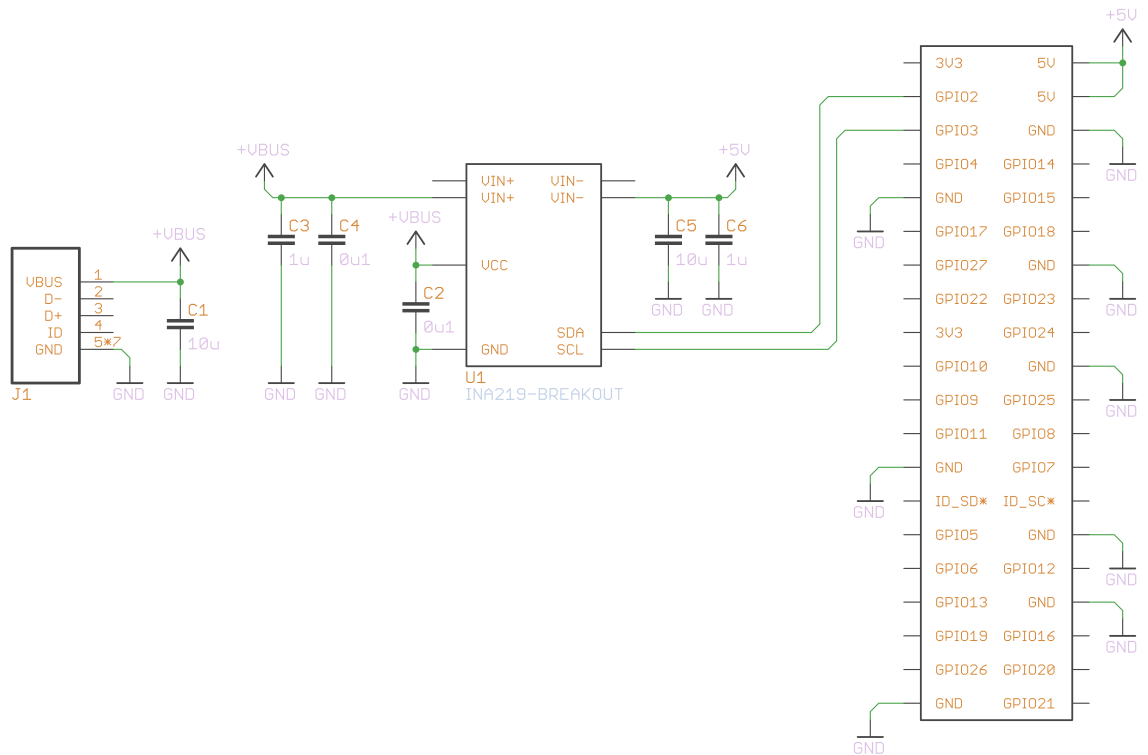 +5V
3V3 5V
GPIO2 5V
GPIO3 GND
GPIO4 GPIO14
GND
GND GPIO15
GPIO17 GPIO18
GND
GPIO27 GND
GPIO22 GPIO23
GND
3V3 GPIO24
GPIO10 GND
GPIO9 GPIO25
GND
GPIO11 GPIO8
GND GPIO7
ID_SD* ID_SC*
GND
GPIO5 GND
GPIO6 GPIO12
GND
GPIO13 GND
GPIO19 GPIO16
GND
GPIO26 GPIO20
GND GPIO21
GND
+VBUS
C3
1u
C4
0u1
GND
GND
+VBUS
C2
0u1
GND
VIN+ VIN-
VIN+ VIN-
VCC
SDA
GND SCL
U1
INA219-BREAKOUT
+5V
C5
10u
GND
C6
1u
GND
+VBUS
VBUS 1
D- 2
D+ 3
ID 4
GND 5*7
J1
GND
C1
10u
GND